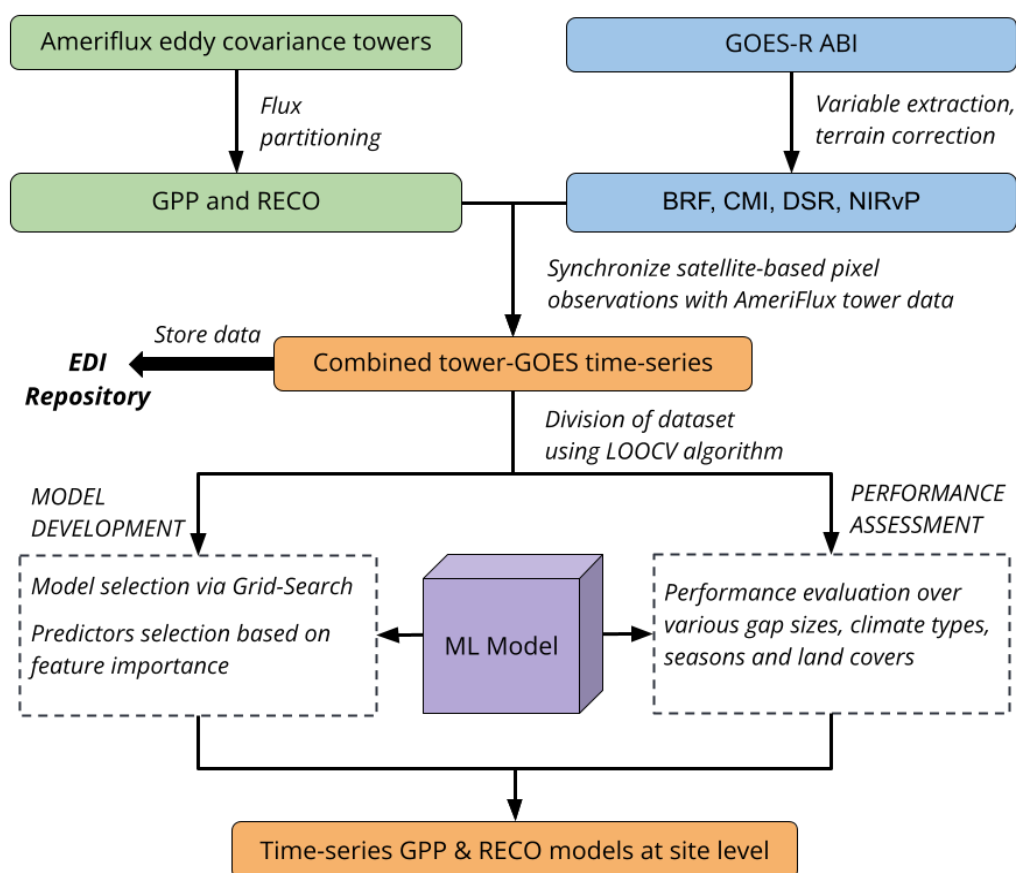 Ameriflux eddy covariance towers
GOES-R ABI
Flux
partitioning
Variable extraction,
terrain correction
GPP and RECO
BRF, CMI, DSR, NIRvP
Synchronize satellite-based pixel
observations with AmeriFlux tower data
Store data
EDI
Repository
Combined tower-GOES time-series
Division of dataset
using LOOCV algorithm
MODEL
DEVELOPMENT
PERFORMANCE
ASSESSMENT
Model selection via Grid-Search
Predictors selection based on
feature importance
ML Model
Performance evaluation over
various gap sizes, climate types,
seasons and land covers
Time-series GPP & RECO models at site level